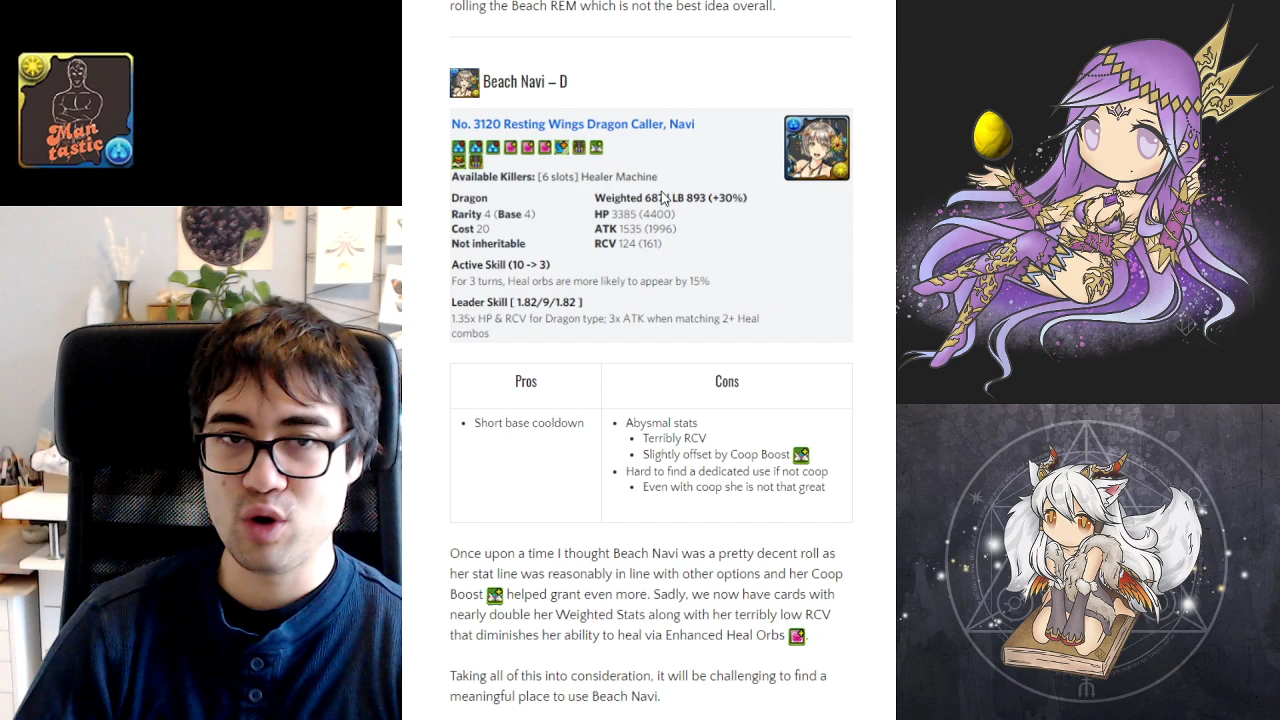 Man
tastic
rolling the Beach REM which is not the best idea overall.
Beach Navi – D
No. 3120 Resting Wings Dragon Caller, Navi
Available Killers: [6 slots] Healer Machine
Dragon
Rarity 4 (Base 4)
Cost 20
Not inheritable
Weighted LB 893 (+30%)
HP 3385 (4400)
ATK 1535 (1996)
RCV 124 (161)
Active Skill (10 -> 3)
For 3 turns, Heal orbs are more likely to appear by 15%
Leader Skill [ 1.82/9/1.82 ]
1.35x HP & RCV for Dragon type; 3x ATK when matching 2+ Heal
combos
Pros
Cons
• Short base cooldown
• Abysmal stats
• Terribly RCV
• Slightly offset by Coop Boost
• Hard to find a dedicated use if not coop
• Even with coop she is not that great
Once upon a time I thought Beach Navi was a pretty decent roll as
her stat line was reasonably in line with other options and her Coop
Boost helped grant even more. Sadly, we now have cards with
nearly double her Weighted Stats along with her terribly low RCV
that diminishes her ability to heal via Enhanced Heal Orbs .
Taking all of this into consideration, it will be challenging to find a
meaningful place to use Beach Navi.